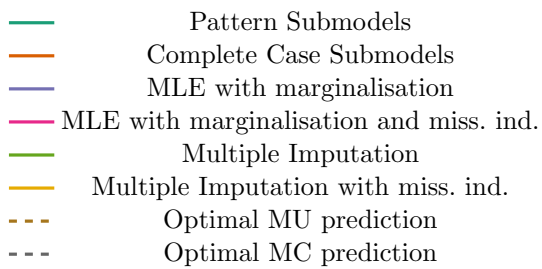 Pattern Submodels
Complete Case Submodels
MLE with marginalisation
MLE with marginalisation and miss. ind.
Multiple Imputation
Multiple Imputation with miss. ind.
Optimal MU prediction
Optimal MC prediction